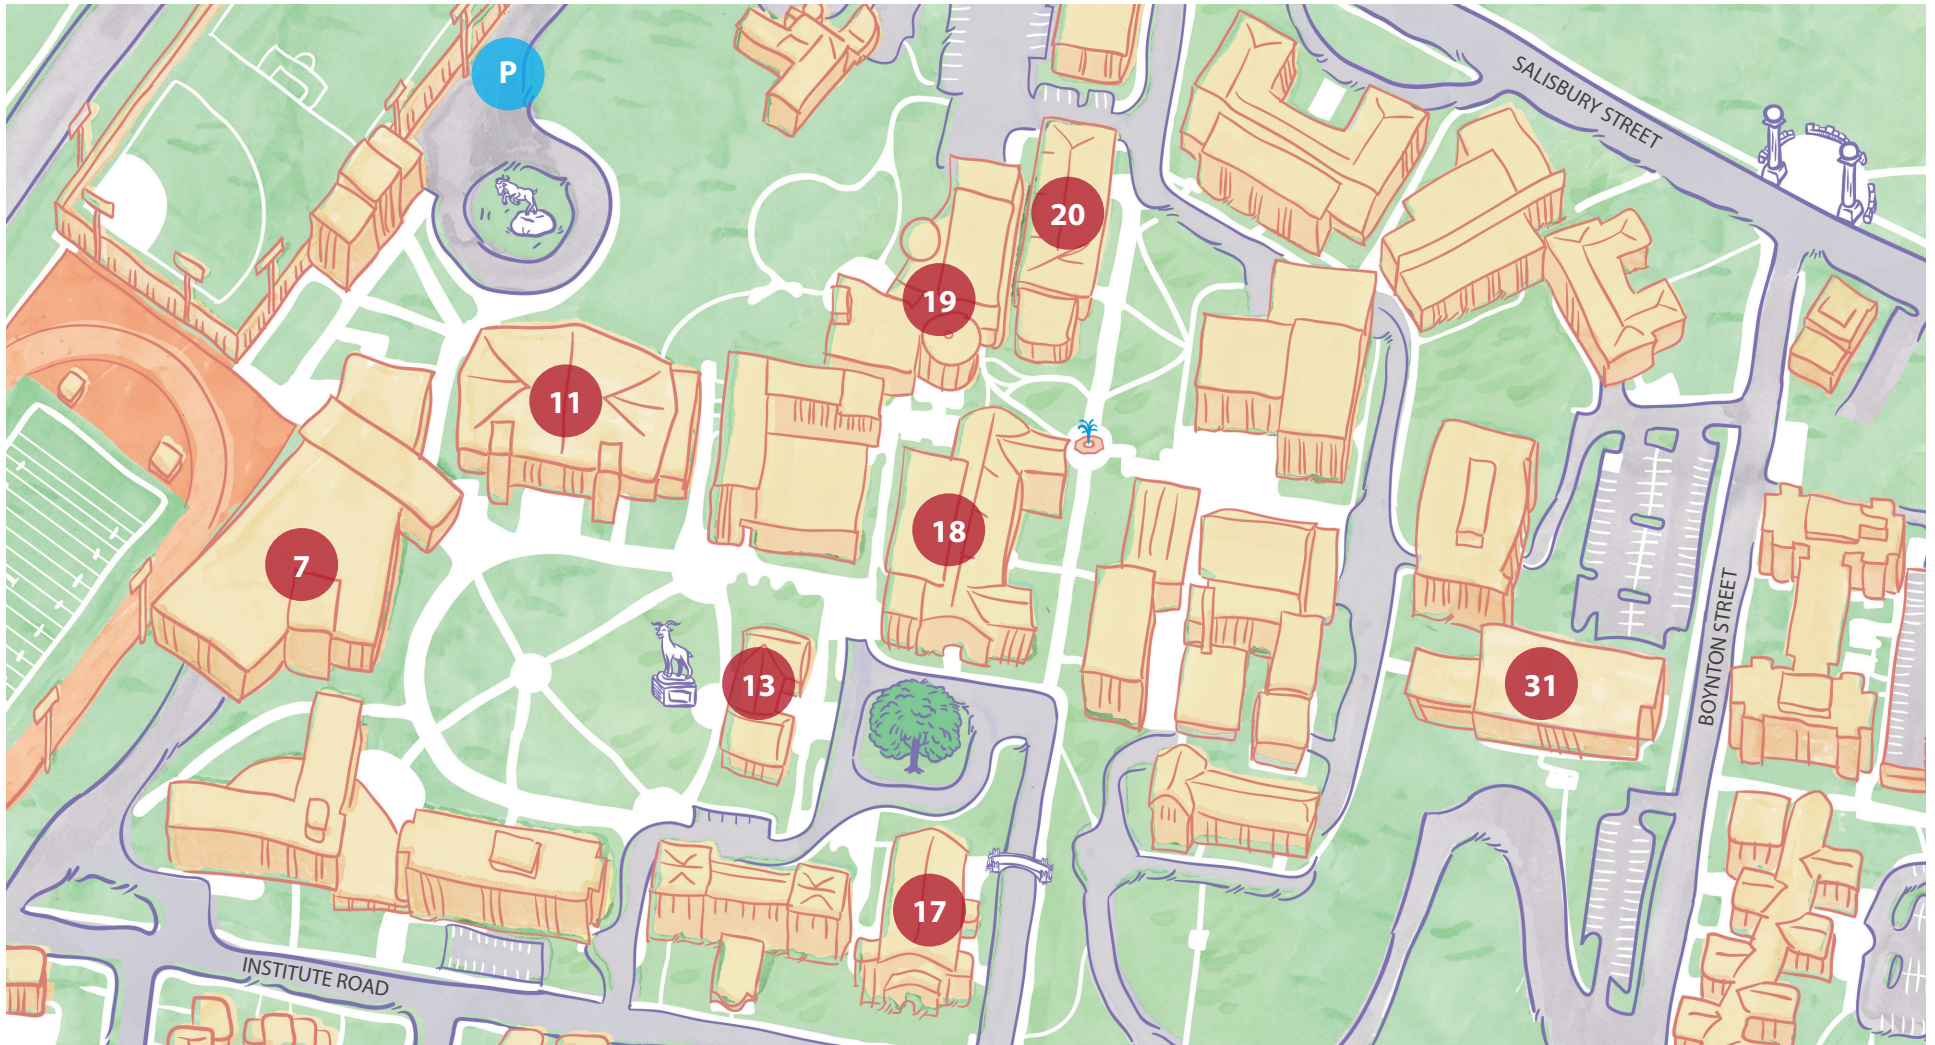 P
SALISBURY STREET
20
19
11
18
7
13
31
BOYNTON STREET
17
INSTITUTE ROAD